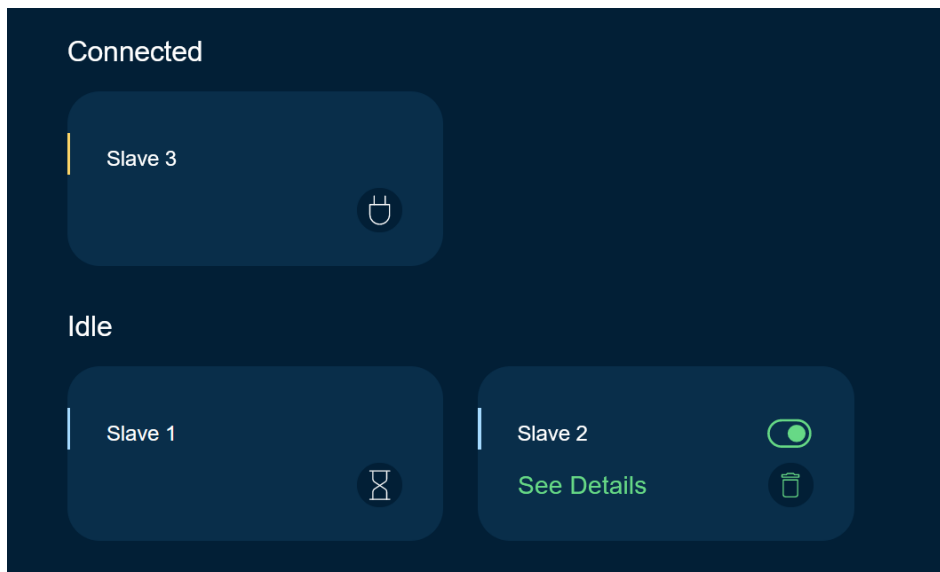 Connected
Slave 3
Idle
Slave 1
Slave 2
See Details